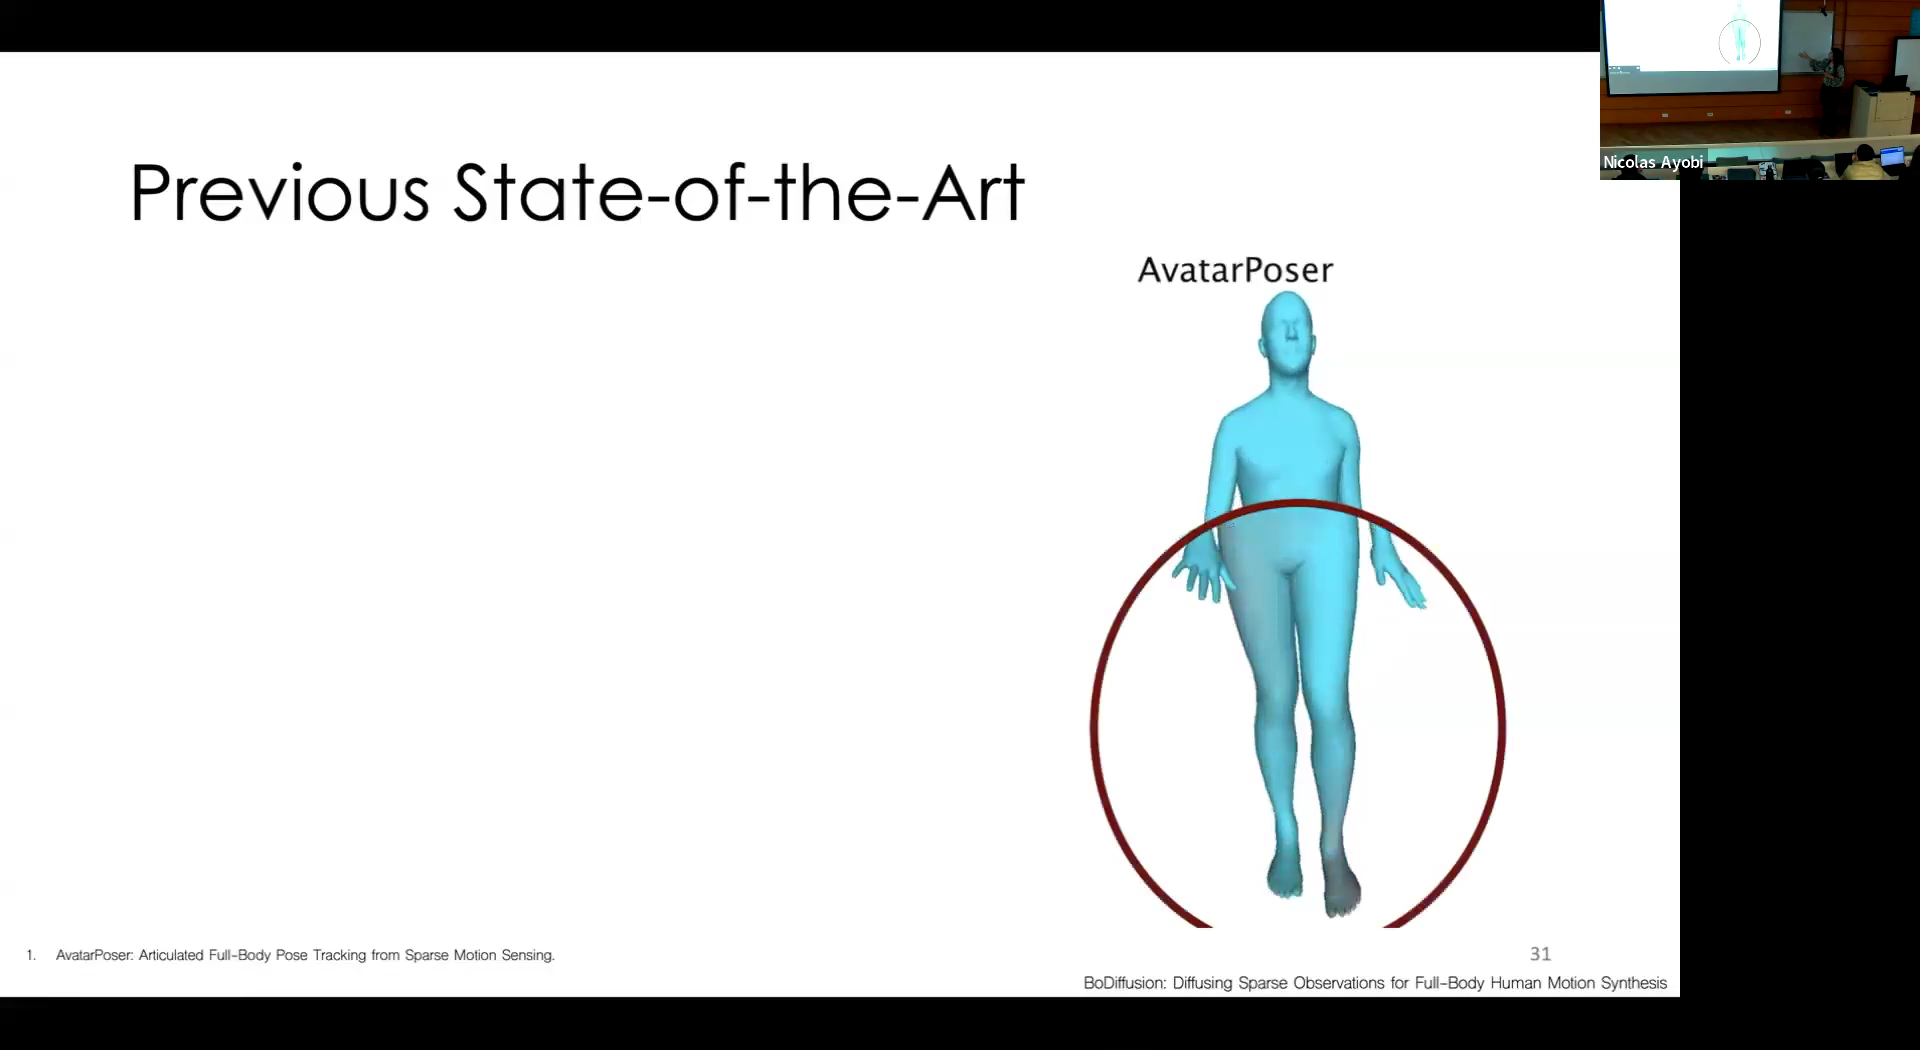 Nicolas Ayobi
Previous State-of-the-Art
AvatarPoser
1. AvatarPoser: Articulated Full-Body Pose Tracking from Sparse Motion Sensing.
31
BoDiffusion: Diffusing Sparse Observations for Full-Body Human Motion Synthesis